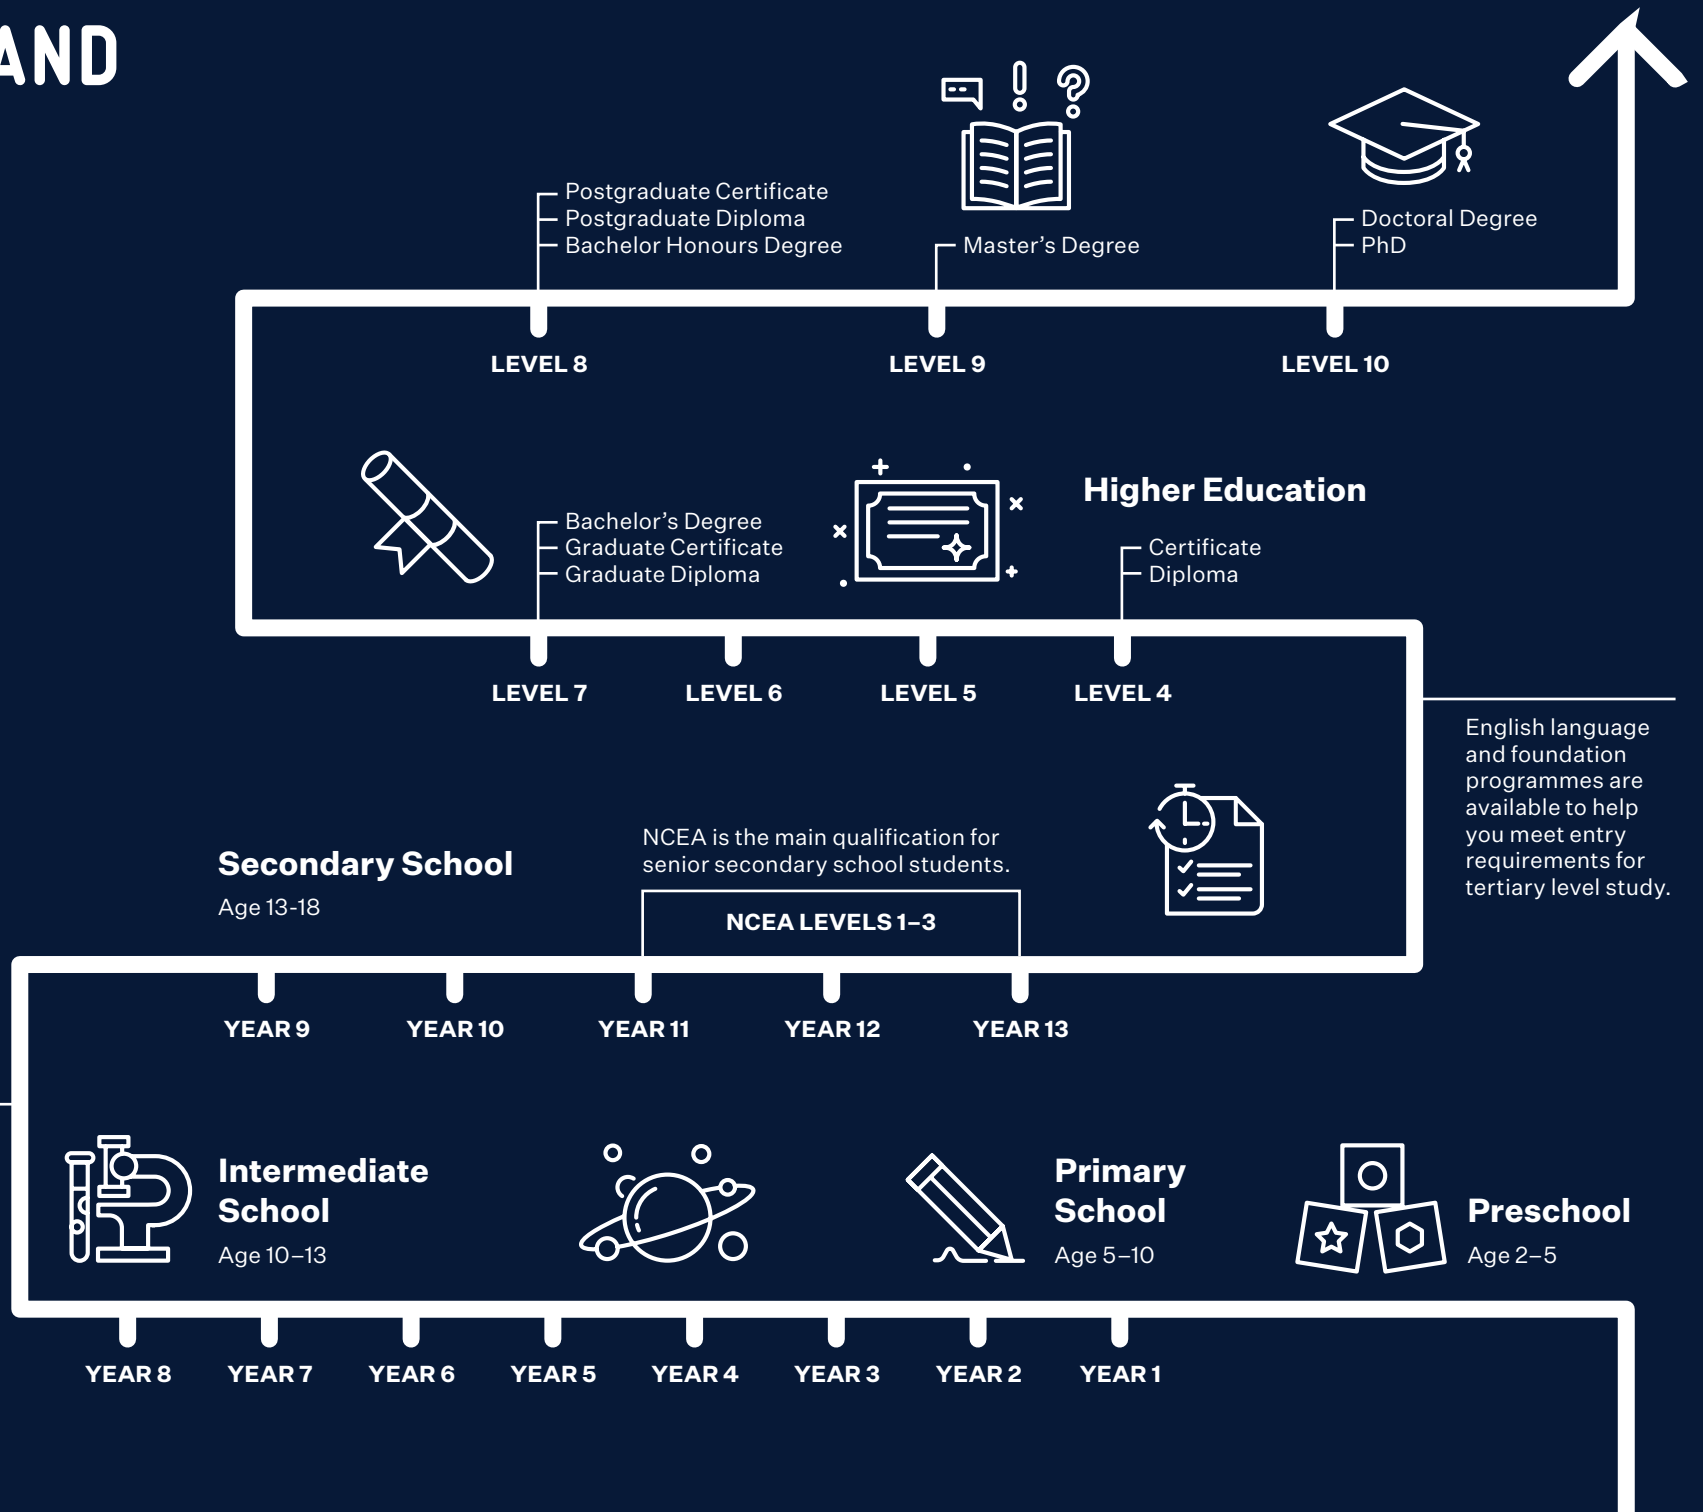 AND
Postgraduate Certificate
Postgraduate Diploma
Bachelor Honours Degree
Master’s Degree
Doctoral Degree
PhD
LEVEL 8
LEVEL 9
LEVEL 10
Higher Education
Bachelor’s Degree
Graduate Certificate
Graduate Diploma
Certificate
Diploma
LEVEL 7
LEVEL 6
LEVEL 5
LEVEL 4
English language
and foundation
programmes are
available to help
you meet entry
requirements for
tertiary level study.
Secondary School
Age 13-18
NCEA is the main qualification for
senior secondary school students.
NCEA LEVELS 1–3
YEAR 9
YEAR 10
YEAR 11
YEAR 12
YEAR 13
Intermediate
School
Age 10–13
Primary
School
Age 5–10
Preschool
Age 2–5
YEAR 8
YEAR 7
YEAR 6
YEAR 5
YEAR 4
YEAR 3
YEAR 2
YEAR 1